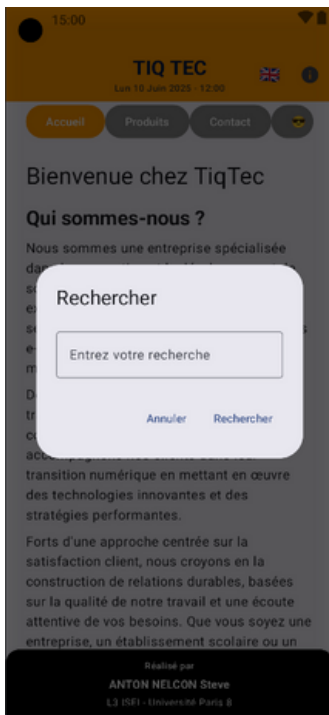 15:00
TIQ TEC
Lun 10 Juin 2025 - 12:00
Accueil
Produits
Contact
Bienvenue chez TiqTec
Qui sommes-nous ?
Nous sommes une entreprise spécialisée
Rechercher
Entrez votre recherche
Annuler
Rechercher
transition numérique en mettant en œuvre
des technologies innovantes et des
stratégies performantes.
Forts d'une approche centrée sur la
satisfaction client, nous croyons en la
construction de relations durables, basées
sur la qualité de notre travail et une écoute
attentive de vos besoins. Que vous soyez une
entreprise, un établissement scolaire ou un
Réalisé par
ANTON NELCON Steve
L3 ISEI - Université Paris 8